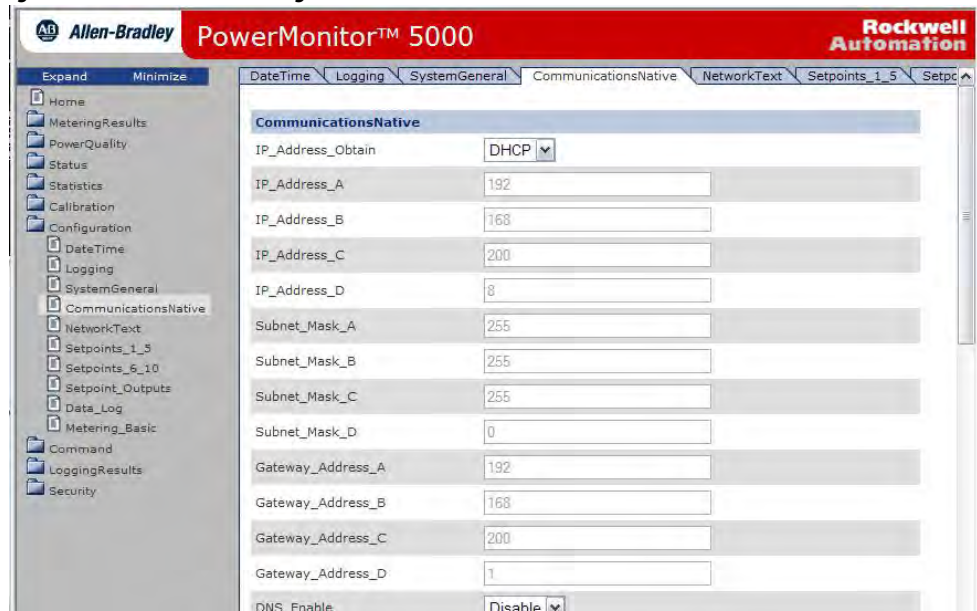 AB Allen-Bradley
PowerMonitor™ 5000
Rockwell
Automation
Expand Minimize
Home
MeteringResults
PowerQuality
Status
Statistics
Calibration
Configuration
DateTime
Logging
SystemGeneral
CommunicationsNative
NetworkText
Setpoints_1_5
Setpoints_6_10
Setpoint_Outputs
Data_Log
Metering_Basic
Command
LoggingResults
Security
DateTime Logging SystemGeneral CommunicationsNative NetworkText Setpoints_1_5 Setpc
CommunicationsNative
IP_Address_Obtain DHCP
IP_Address_A 192
IP_Address_B 168
IP_Address_C 200
IP_Address_D 8
Subnet_Mask_A 255
Subnet_Mask_B 255
Subnet_Mask_C 255
Subnet_Mask_D 0
Gateway_Address_A 192
Gateway_Address_B 168
Gateway_Address_C 200
Gateway_Address_D 1
DNS_Enable Disable